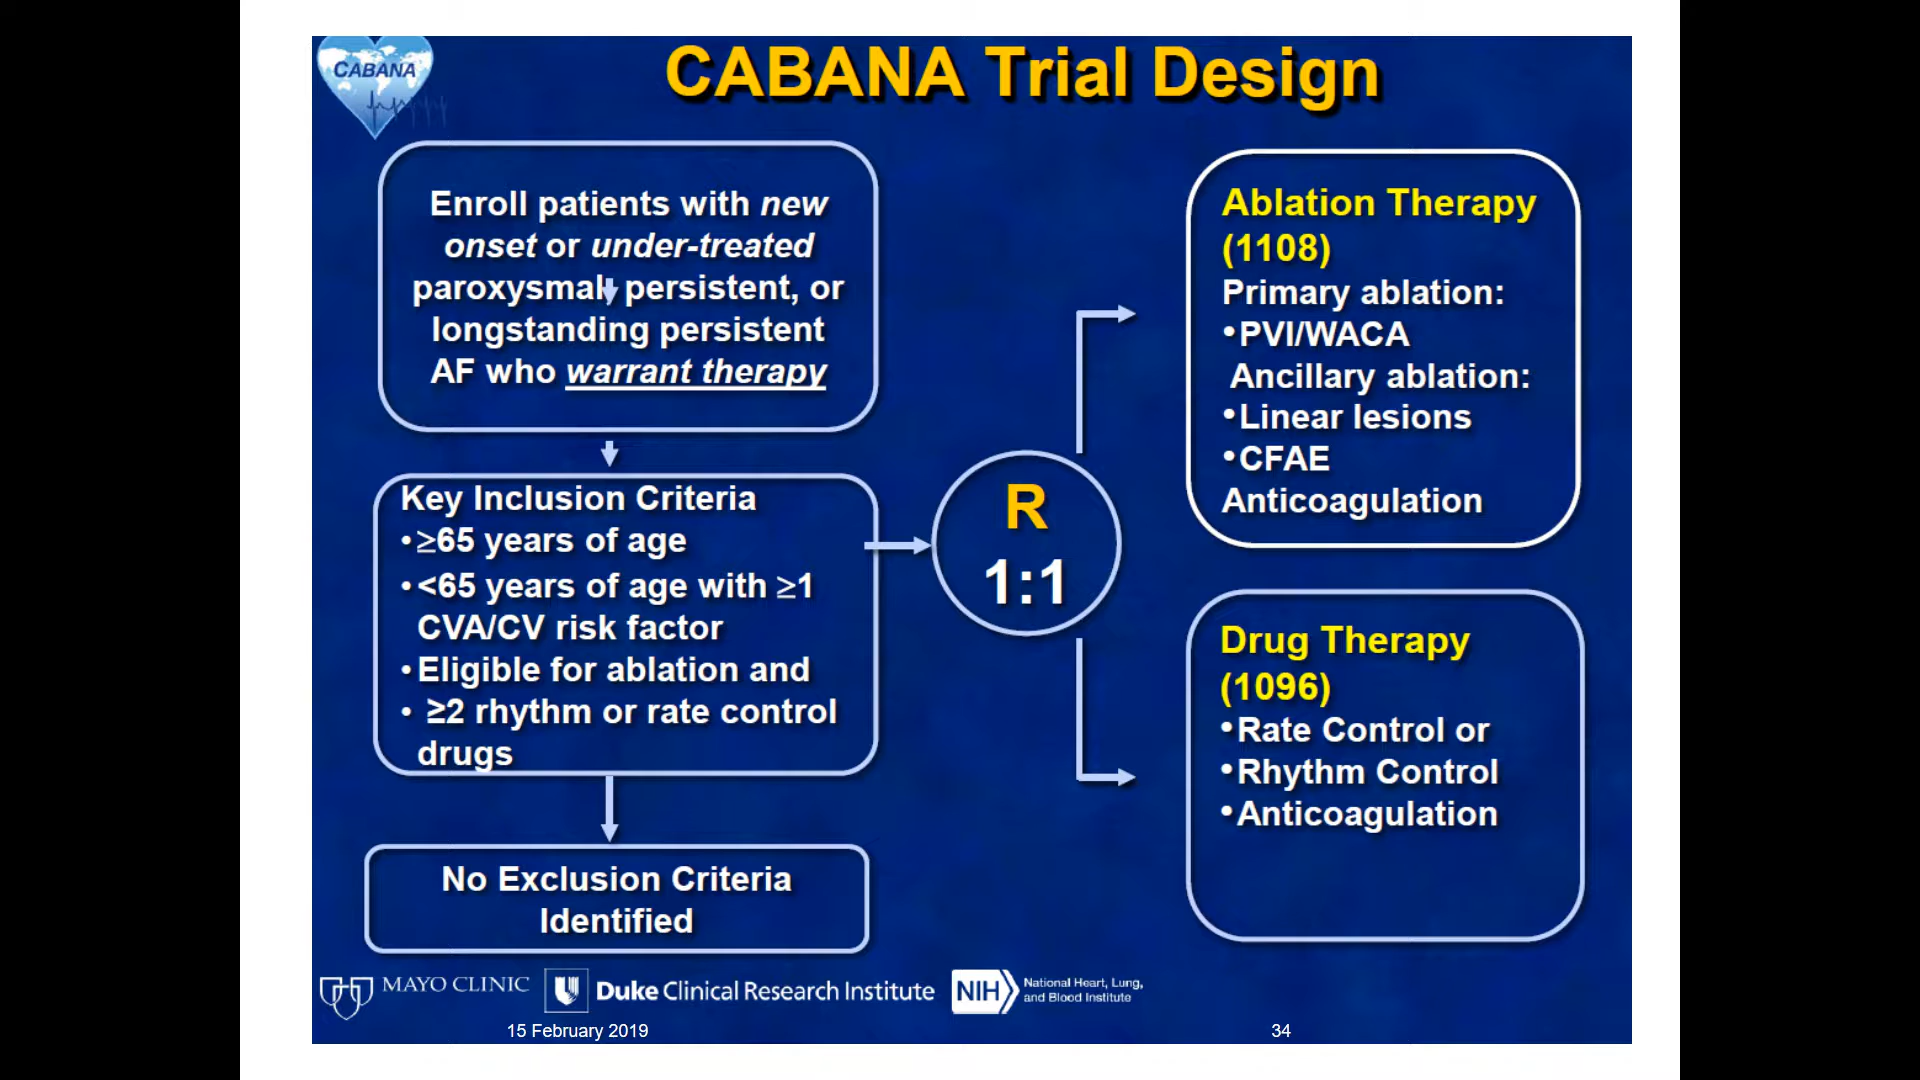 CABANA
CABANA Trial Design
Enroll patients with new
onset or under-treated
paroxysmal, persistent, or
longstanding persistent
AF who warrant therapy
Key Inclusion Criteria
•≥65 years of age
•<65 years of age with ≥1
CVA/CV risk factor
•Eligible for ablation and
• ≥2 rhythm or rate control
drugs
No Exclusion Criteria
Identified
R
1:1
Ablation Therapy
(1108)
Primary ablation:
•PVI/WACA
Ancillary ablation:
•Linear lesions
•CFAE
Anticoagulation
Drug Therapy
(1096)
•Rate Control or
•Rhythm Control
•Anticoagulation
MAYO CLINIC
Duke Clinical Research Institute
NIH
National Heart, Lung,
and Blood Institute
15 February 2019
34